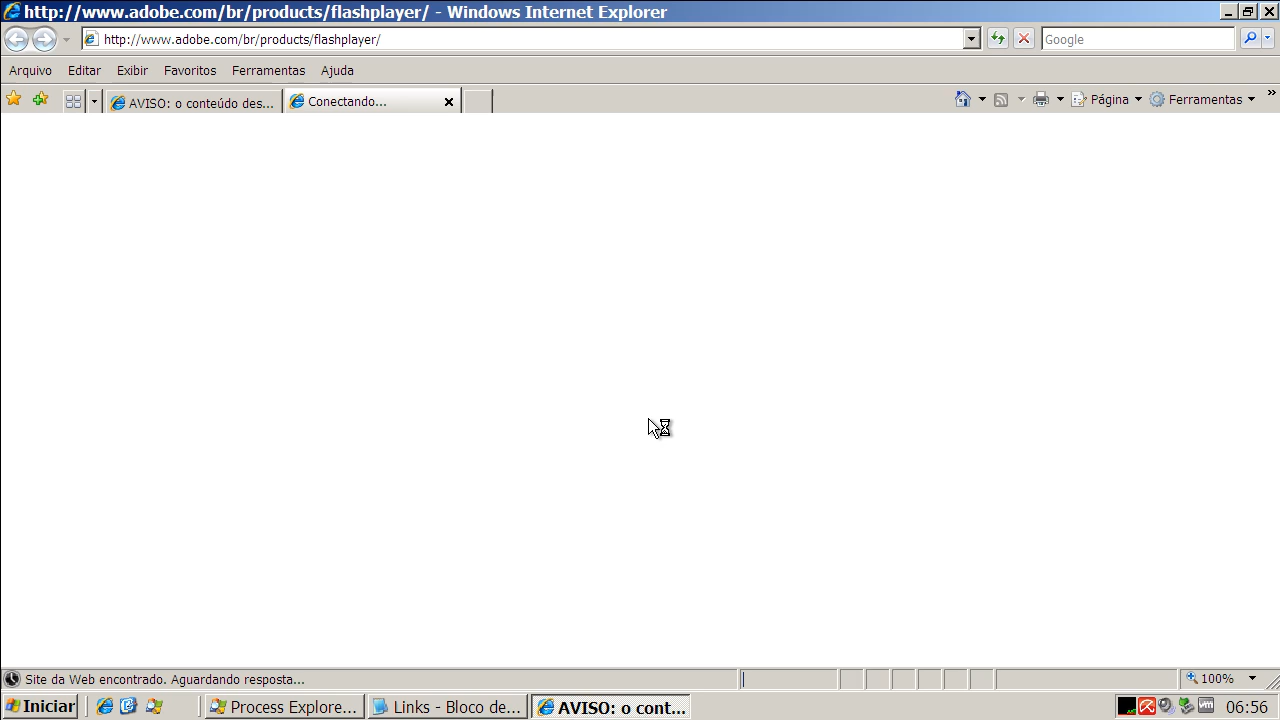 http://www.adobe.com/br/products/flashplayer/ - Windows Internet Explorer
http://www.adobe.com/br/products/flashplayer/
Google
Arquivo Editar Exibir Favoritos Ferramentas Ajuda
AVISO: o conteúdo des... Conectando... Página Ferramentas »
Site da Web encontrado. Aguardando resposta... 100%
Iniciar Process Explore... Links - Bloco de... AVISO: o cont... 06:56